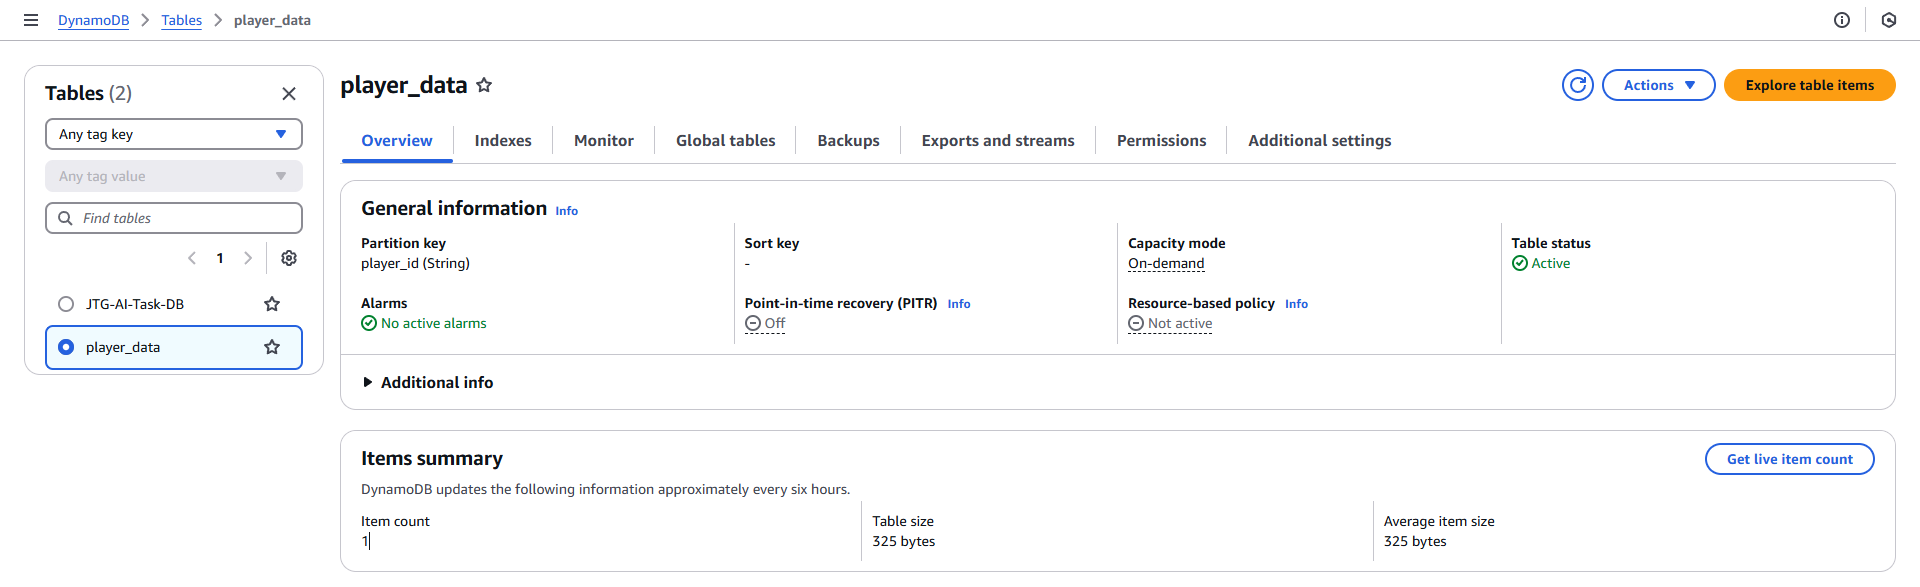 DynamoDB
Tables
player_data
Tables (2)
Any tag key
Any tag value
Find tables
1
JTG-AI-Task-DB
player_data
player_data
Actions
Explore table items
Overview
Indexes
Monitor
Global tables
Backups
Exports and streams
Permissions
Additional settings
General information Info
Partition key
player_id (String)
Sort key
-
Capacity mode
On-demand
Table status
Active
Alarms
No active alarms
Point-in-time recovery (PITR) Info
Off
Resource-based policy Info
Not active
Additional info
Items summary
Get live item count
DynamoDB updates the following information approximately every six hours.
Item count
1
Table size
325 bytes
Average item size
325 bytes